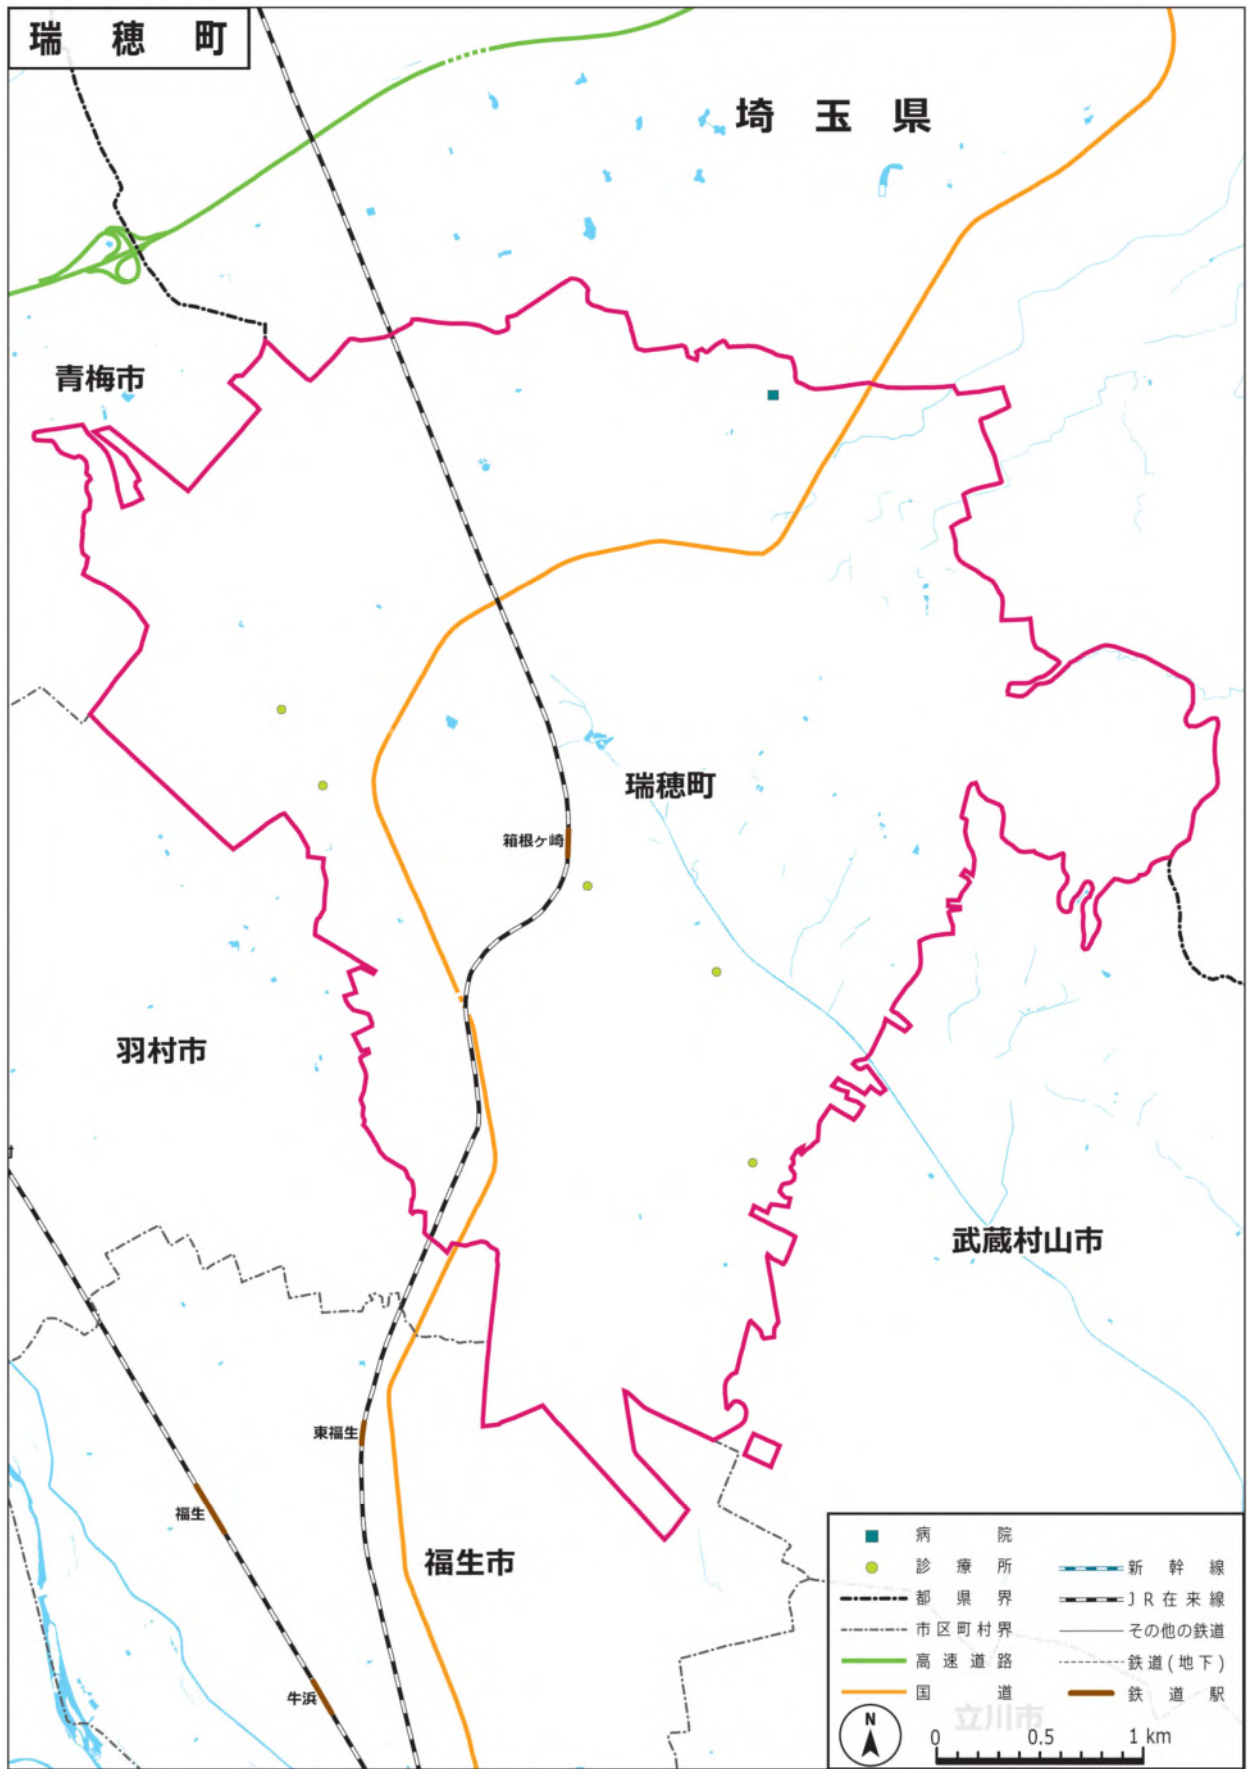 瑞穂町
埼玉県
青梅市
瑞穂町
箱根ヶ崎
羽村市
武蔵村山市
東福生
福生
福生市
牛浜
病院
診療所
都県界
市区町村界
高速道路
国道
新幹線
JR在来線
その他の鉄道
鉄道(地下)
鉄道駅
立川市
N
0 0.5 1 km